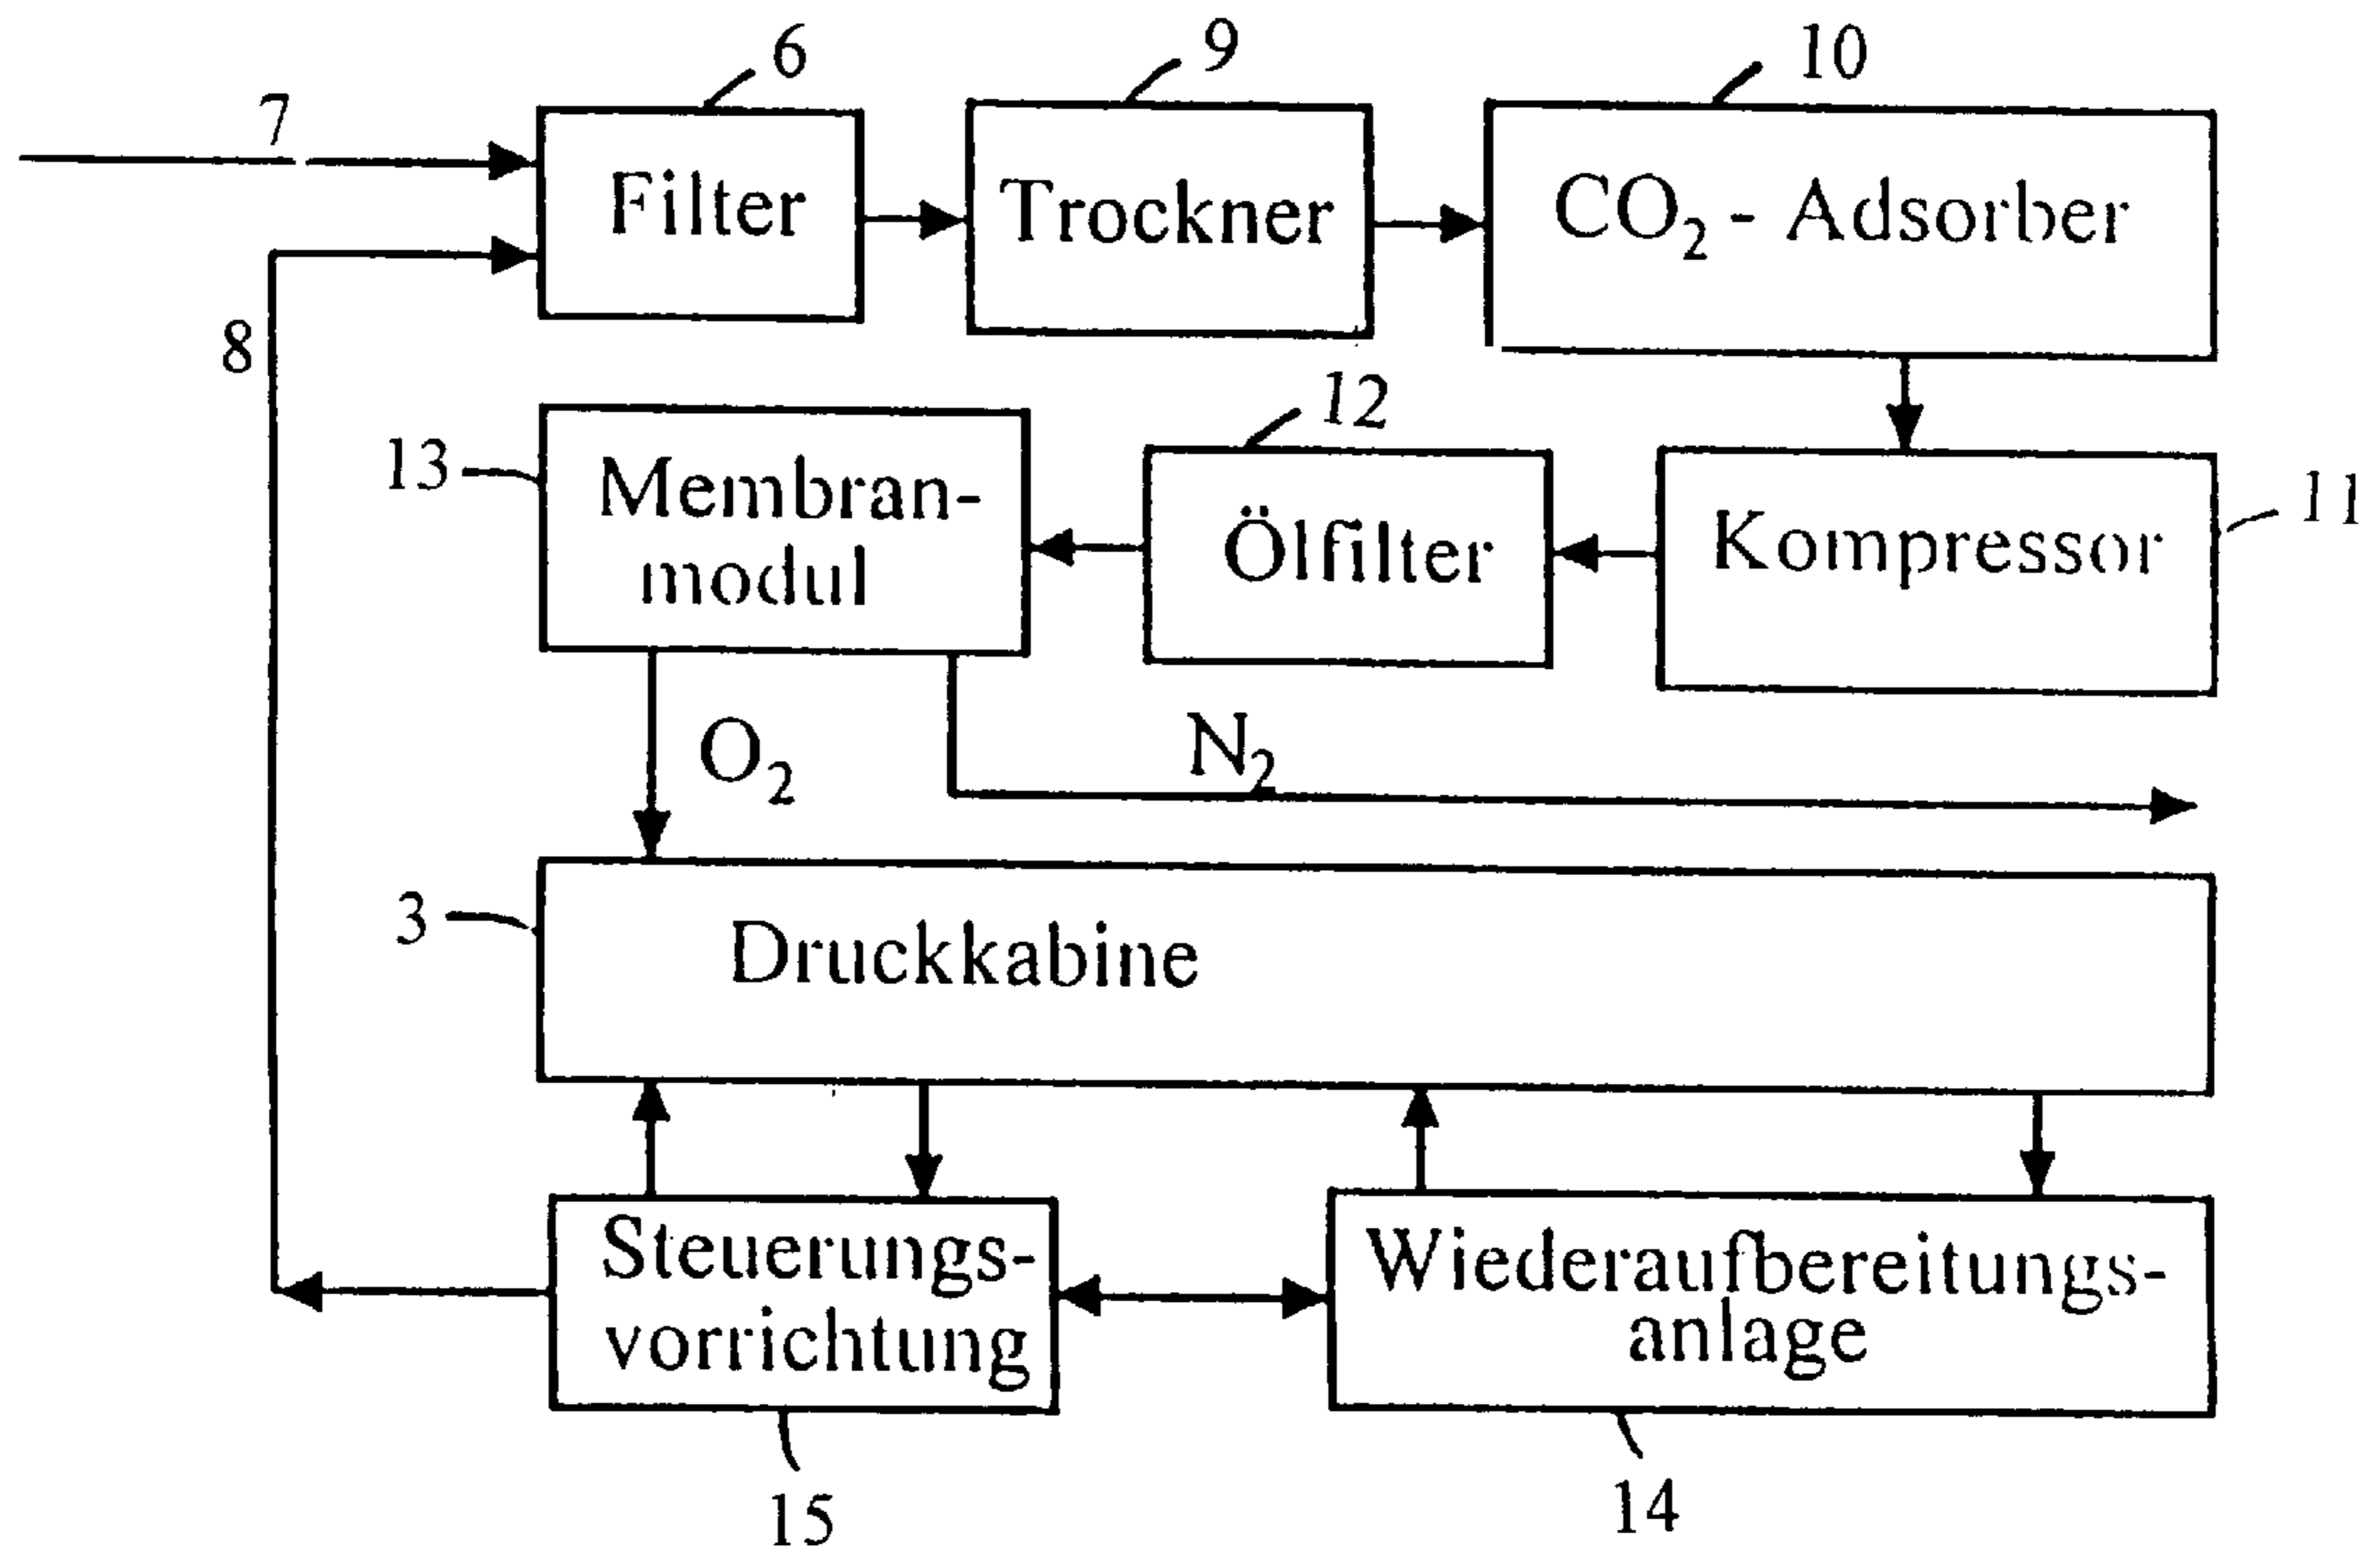 6
9
10
7
Filter
Trockner
CO₂ - Adsorber
8
12
13
Membran-
modul
Ölfilter
Kompressor
11
O₂
N₂
3
Druckkabine
Steuerungs-
vorrichtung
Wiederaufbereitungs-
anlage
15
14